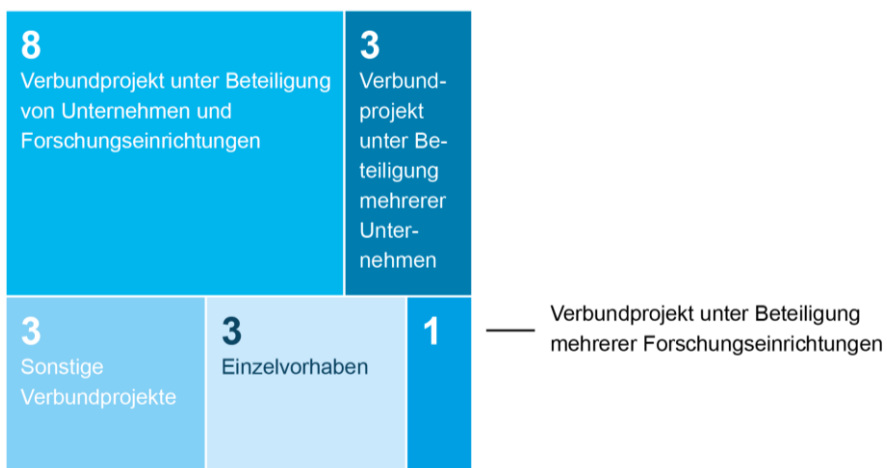 8
Verbundprojekt unter Beteiligung
von Unternehmen und
Forschungseinrichtungen
3
Verbund-
projekt
unter Be-
teiligung
mehrerer
Unter-
nehmen
3
Sonstige
Verbundprojekte
3
Einzelvorhaben
1
Verbundprojekt unter Beteiligung
mehrerer Forschungseinrichtungen